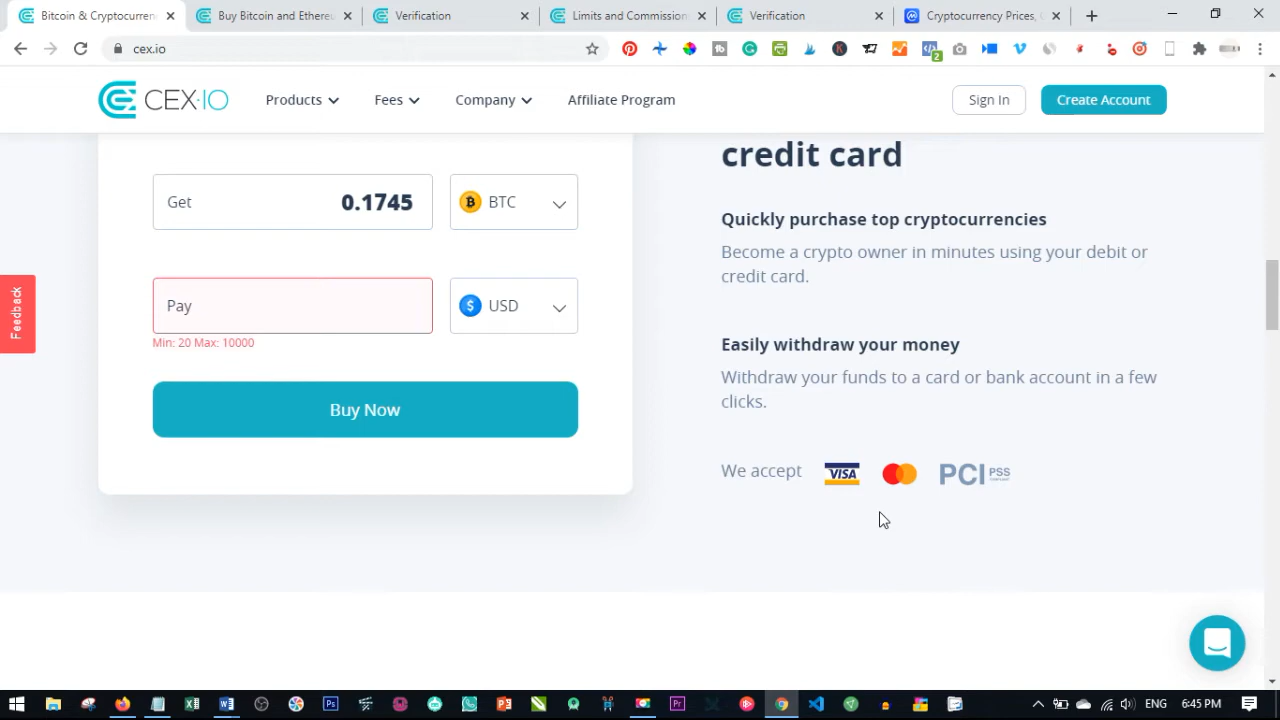 Bitcoin & Cryptocurren
Buy Bitcoin and Ethere
Verification
Limits and Commission
Verification
Cryptocurrency Prices, C
cex.io
2
CEX.IO
Products
Fees
Company
Affiliate Program
Sign In
Create Account
credit card
Get
0.1745
BTC
Quickly purchase top cryptocurrencies
Become a crypto owner in minutes using your debit or
credit card.
Pay
USD
Min: 20 Max: 10000
Feedback
Easily withdraw your money
Withdraw your funds to a card or bank account in a few
clicks.
Buy Now
We accept
VISA
PCI PSS
ENG
6:45 PM